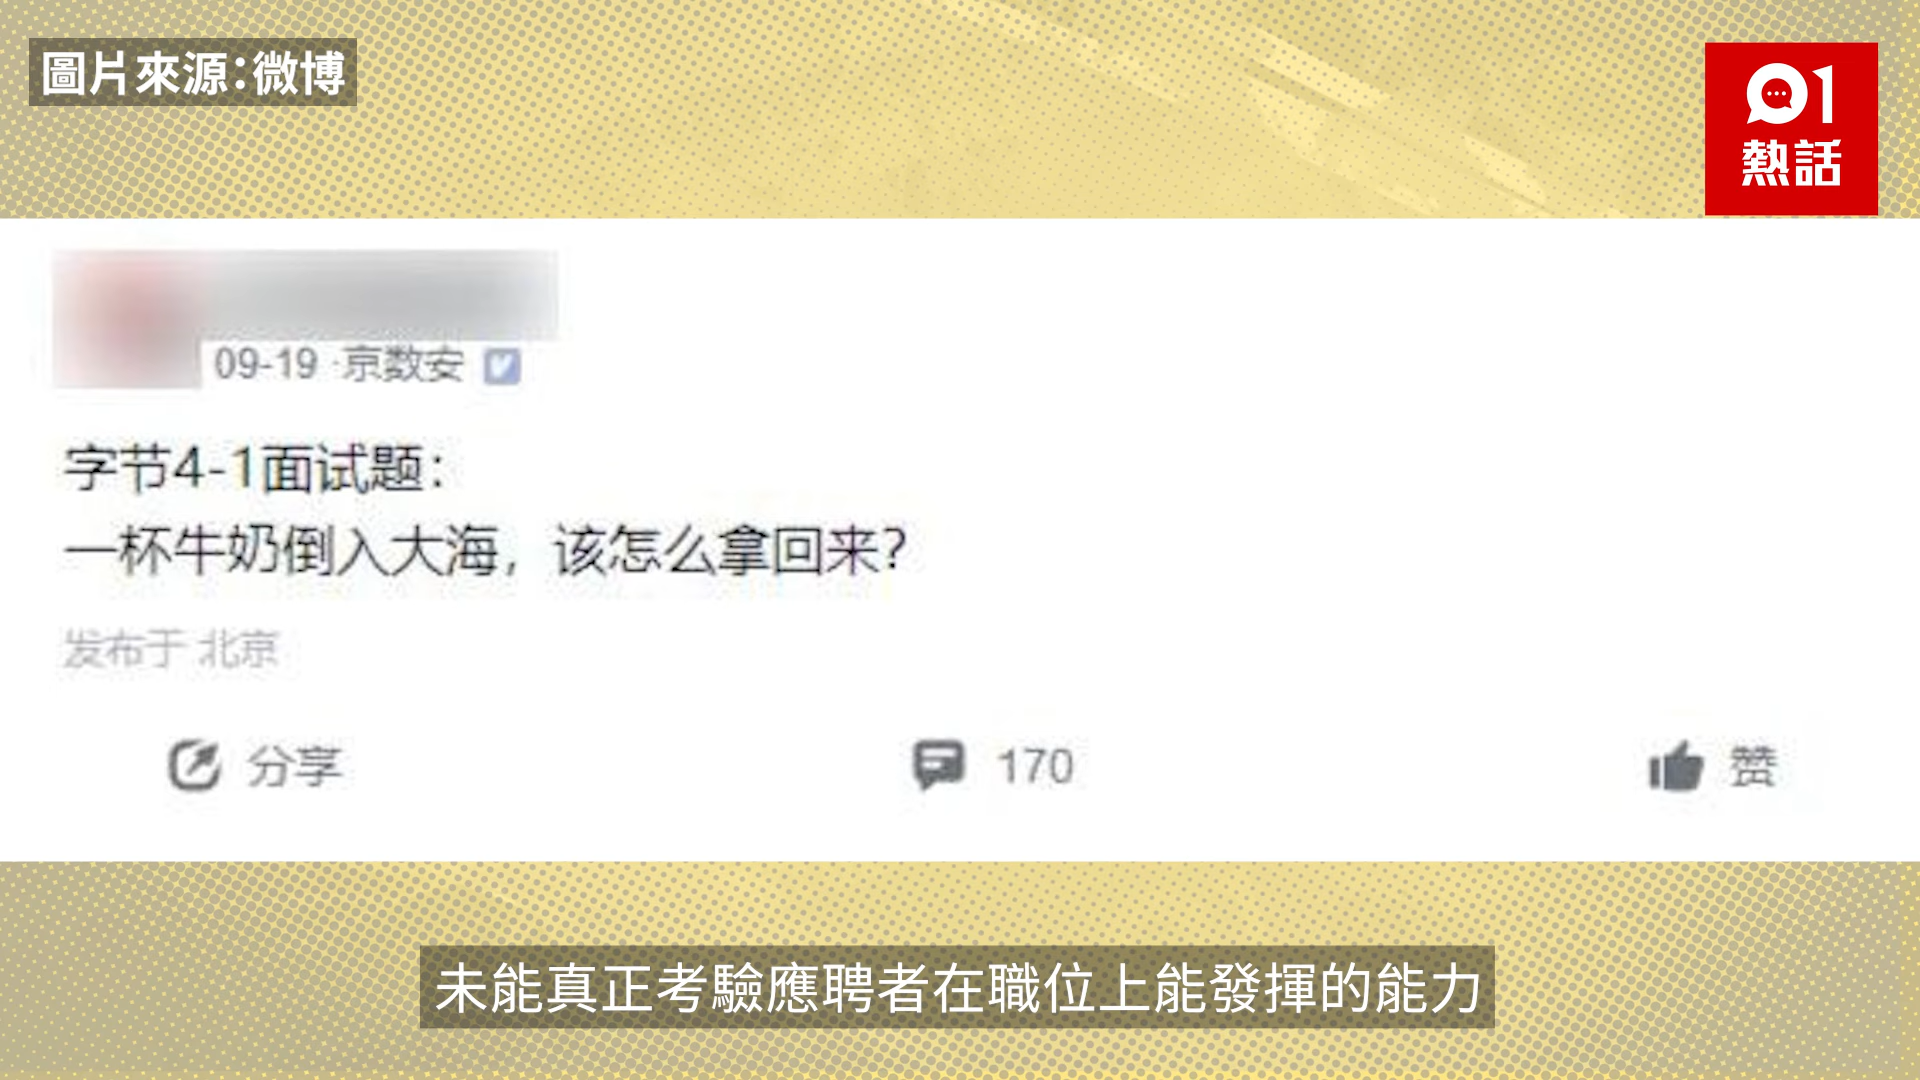 圖片來源：微博
01
熱話
09-19 ·京数安
字节4-1面试题：
一杯牛奶倒入大海，该怎么拿回来？
发布于 北京
分享
170
赞
未能真正考驗應聘者在職位上能發揮的能力